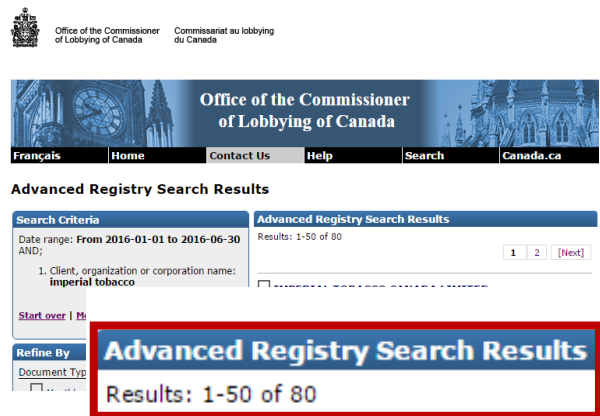 Office of the Commissioner
of Lobbying of Canada
Commissariat au lobbying
du Canada
Office of the Commissioner
of Lobbying of Canada
Français Home Contact Us Help Search Canada.ca
Advanced Registry Search Results
Search Criteria
Date range: From 2016-01-01 to 2016-06-30
AND;
1. Client, organization or corporation name:
imperial tobacco
Start over |
Refine By
Document Typ
Advanced Registry Search Results
Results: 1-50 of 80
1 2 [Next]
IMPERIAL TOBACCO CANADA LIMITED
Advanced Registry Search Results
Results: 1-50 of 80